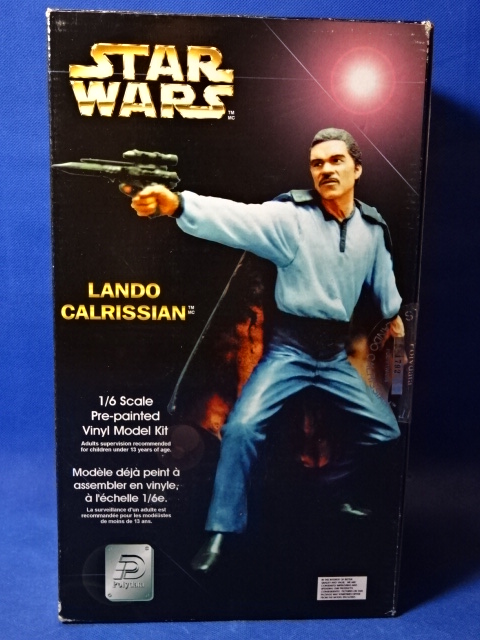 STAR
WARS
TM
MC
LANDO
CALRISSIAN
TM
MC
1/6 Scale
Pre-painted
Vinyl Model Kit
Adults supervision recommended
for children under 13 years of age.
Modèle déjà peint à
assembler en vinyle,
à l'échelle 1/6e.
La surveillance d'un adulte est
recommandée pour les modélistes
de moins de 13 ans.